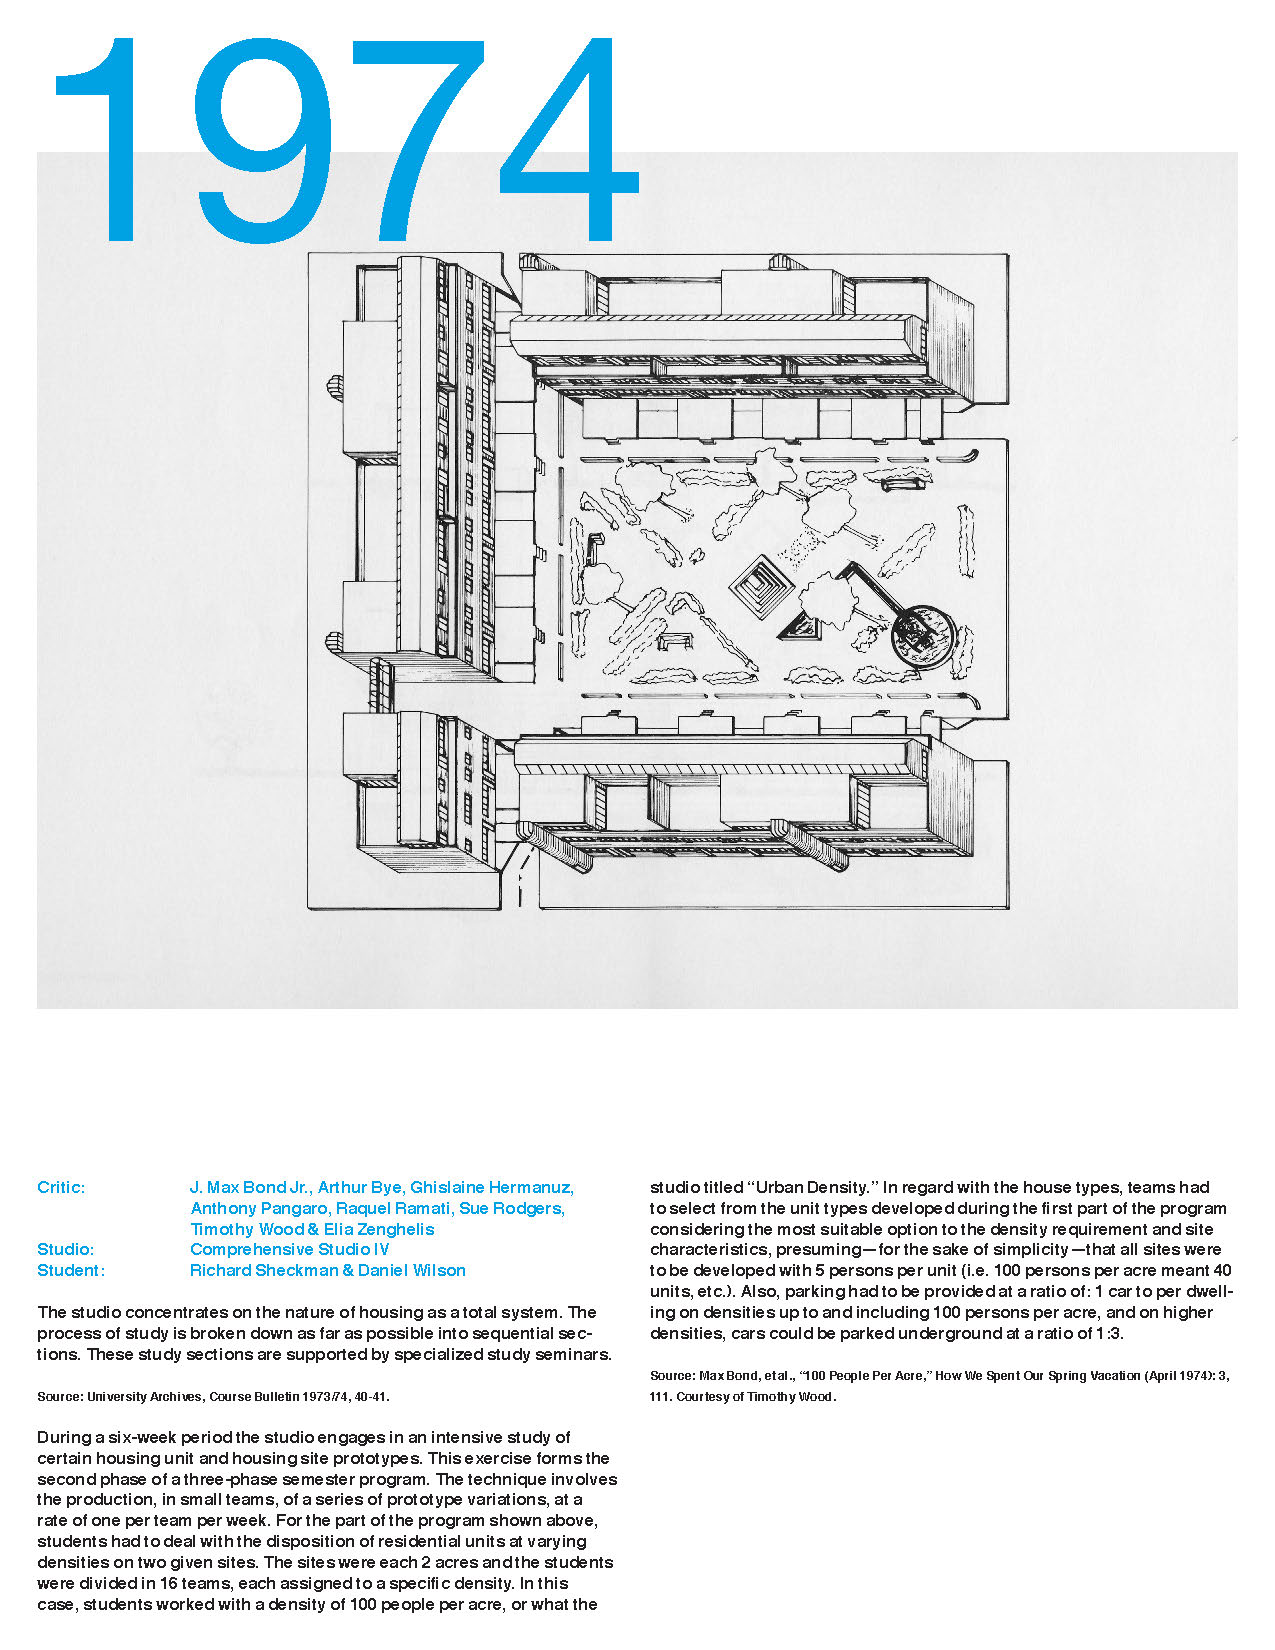 1974
Critic: J. Max Bond Jr., Arthur Bye, Ghislaine Hermanuz,
Anthony Pangaro, Raquel Ramati, Sue Rodgers,
Timothy Wood & Elia Zenghelis
Studio: Comprehensive Studio IV
Student: Richard Sheckman & Daniel Wilson
The studio concentrates on the nature of housing as a total system. The
process of study is broken down as far as possible into sequential sec-
tions. These study sections are supported by specialized study seminars.
Source: University Archives, Course Bulletin 1973/74, 40-41.
During a six-week period the studio engages in an intensive study of
certain housing unit and housing site prototypes. This exercise forms the
second phase of a three-phase semester program. The technique involves
the production, in small teams, of a series of prototype variations, at a
rate of one per team per week. For the part of the program shown above,
students had to deal with the disposition of residential units at varying
densities on two given sites. The sites were each 2 acres and the students
were divided in 16 teams, each assigned to a specific density. In this
case, students worked with a density of 100 people per acre, or what the
studio titled “Urban Density.” In regard with the house types, teams had
to select from the unit types developed during the first part of the program
considering the most suitable option to the density requirement and site
characteristics, presuming—for the sake of simplicity—that all sites were
to be developed with 5 persons per unit (i.e. 100 persons per acre meant 40
units, etc.). Also, parking had to be provided at a ratio of: 1 car to per dwell-
ing on densities up to and including 100 persons per acre, and on higher
densities, cars could be parked underground at a ratio of 1:3.
Source: Max Bond, et al., “100 People Per Acre,” How We Spent Our Spring Vacation (April 1974): 3,
111. Courtesy of Timothy Wood.